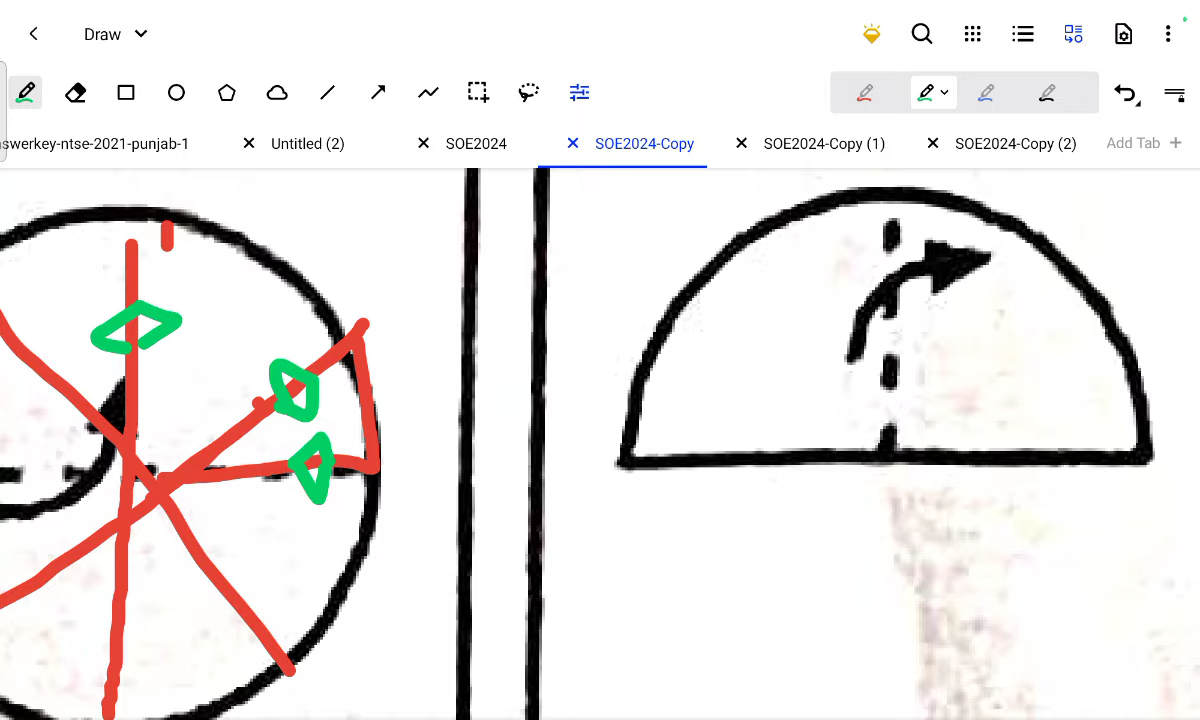 Draw
swerkey-ntse-2021-punjab-1
Untitled (2)
SOE2024
SOE2024-Copy
SOE2024-Copy (1)
SOE2024-Copy (2)
Add Tab +